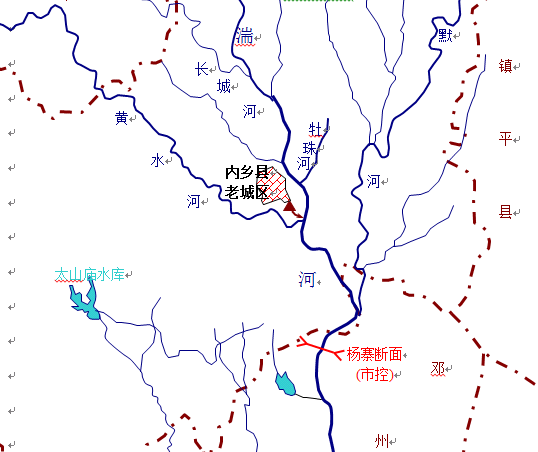 湍
河
河
默
河
长
城
河
黄
水
河
牡
珠
河
内乡县
老城区
镇
平
县
太山庙水库
杨寨断面
(市控)
邓
州